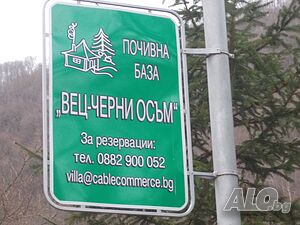 ПОЧИВНА
БАЗА
„ВЕЦ-ЧЕРНИ ОСЪМ“
За резервации:
тел. 0882 900 052
villa@cablecommerce.bg
ALO.bg